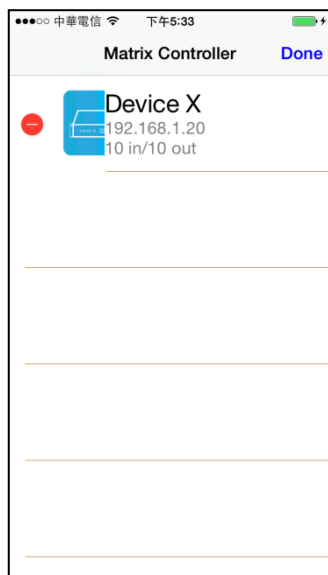 ●●●○○ 中華電信 下午5:33
Matrix Controller Done
Device X
192.168.1.20
10 in/10 out